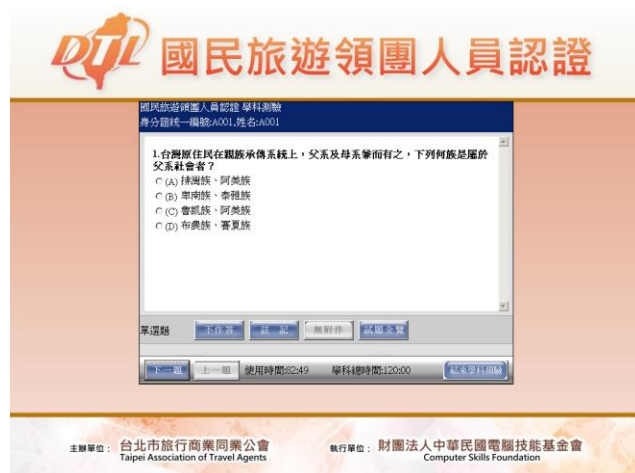 DTL 國民旅遊領團人員認證
國民旅遊領團人員認證 學科測驗
身分證統一編號:A001,姓名:A001
1.台灣原住民在親族承傳系統上,父系及母系兼而有之,下列何族是屬於
父系社會者?
(A) 排灣族、阿美族
(B) 卑南族、泰雅族
(C) 魯凱族、阿美族
(D) 布農族、賽夏族
單選題 不作答 註 記 無附件 試題全覽
下一題 上一題 使用時間:82:49 學科總時間:120:00 結束學科測驗
主辦單位: 台北市旅行商業同業公會 執行單位: 財團法人中華民國電腦技能基金會
Taipei Association of Travel Agents Computer Skills Foundation